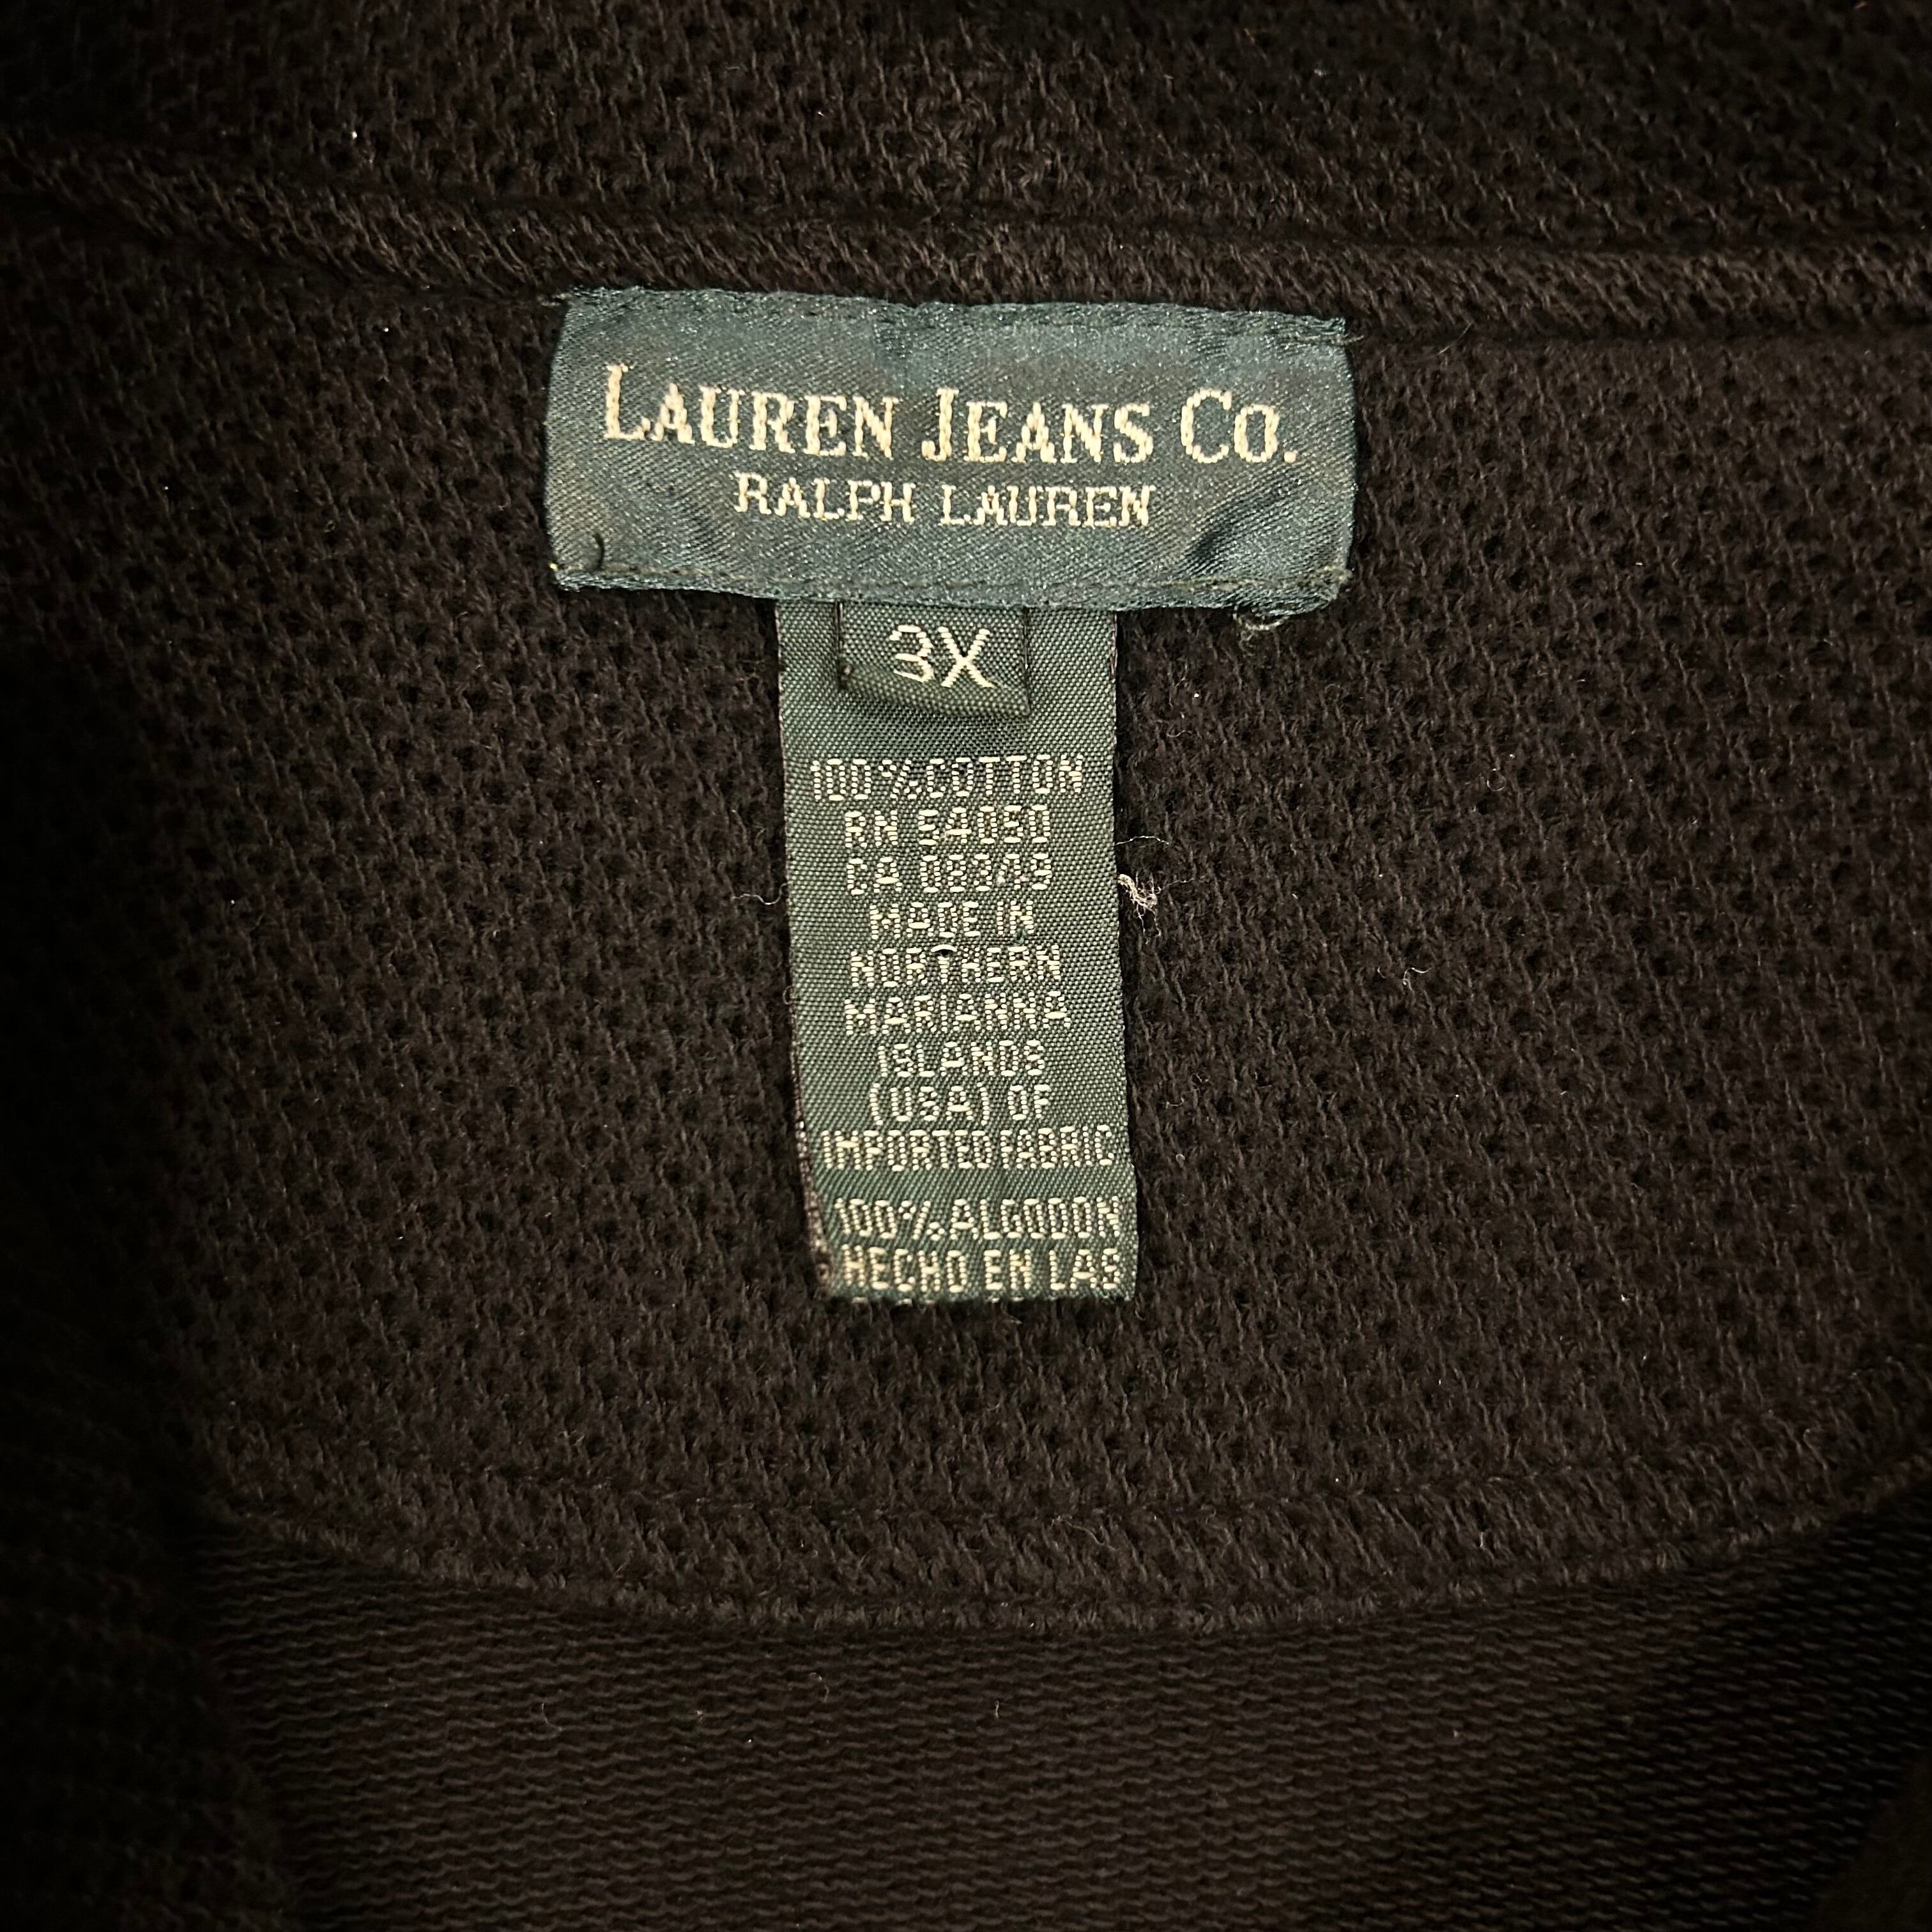 LAUREN JEANS CO.
RALPH LAUREN
3X
100% COTTON
RN 54050
CA 08349
MADE IN
NORTHERN
MARIANNA
ISLANDS
(USA) OF
IMPORTED FABRIC
100% ALGODON
HECHO EN LAS